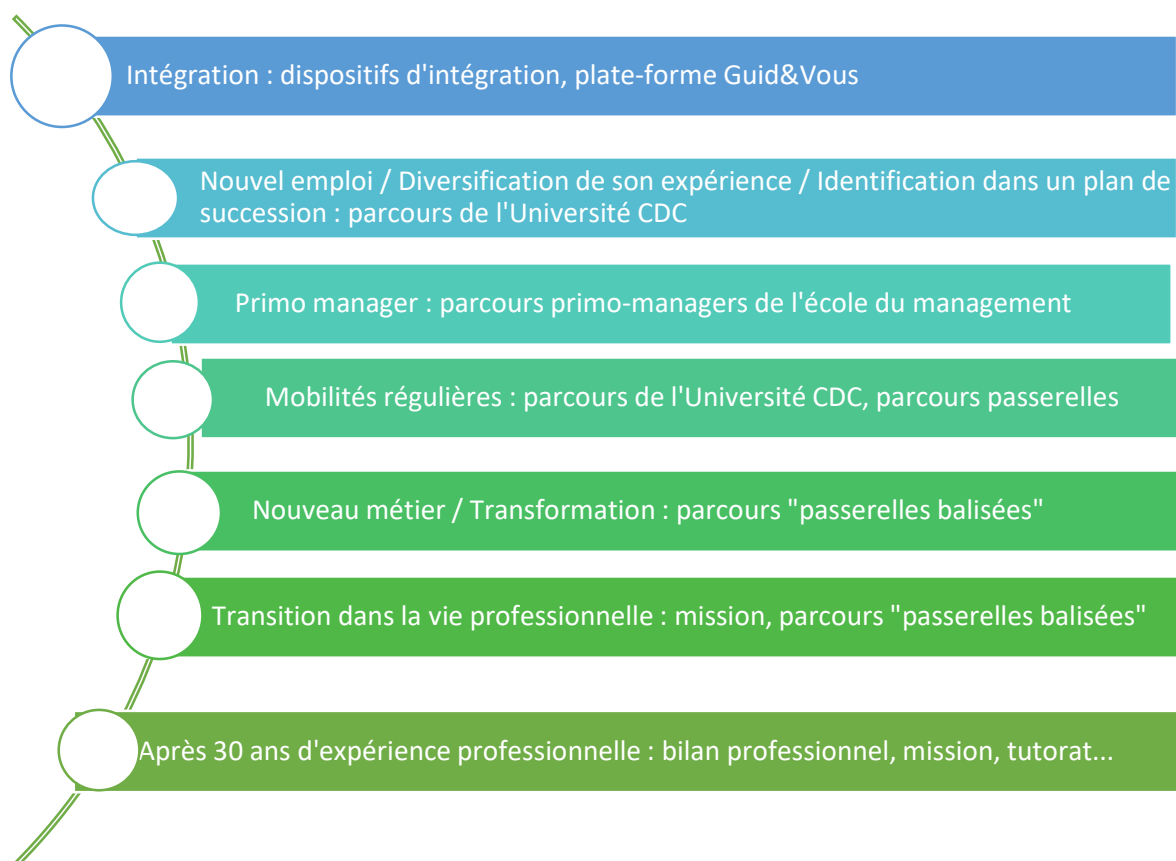 Intégration : dispositifs d'intégration, plate-forme Guid&Vous
Nouvel emploi / Diversification de son expérience / Identification dans un plan de
succession : parcours de l'Université CDC
Primo manager : parcours primo-managers de l'école du management
Mobilités régulières : parcours de l'Université CDC, parcours passerelles
Nouveau métier / Transformation : parcours "passerelles balisées"
Transition dans la vie professionnelle : mission, parcours "passerelles balisées"
Après 30 ans d'expérience professionnelle : bilan professionnel, mission, tutorat...